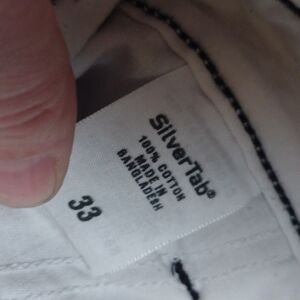 SilverTab®
100% COTTON
MADE IN
BANGLADESH
33